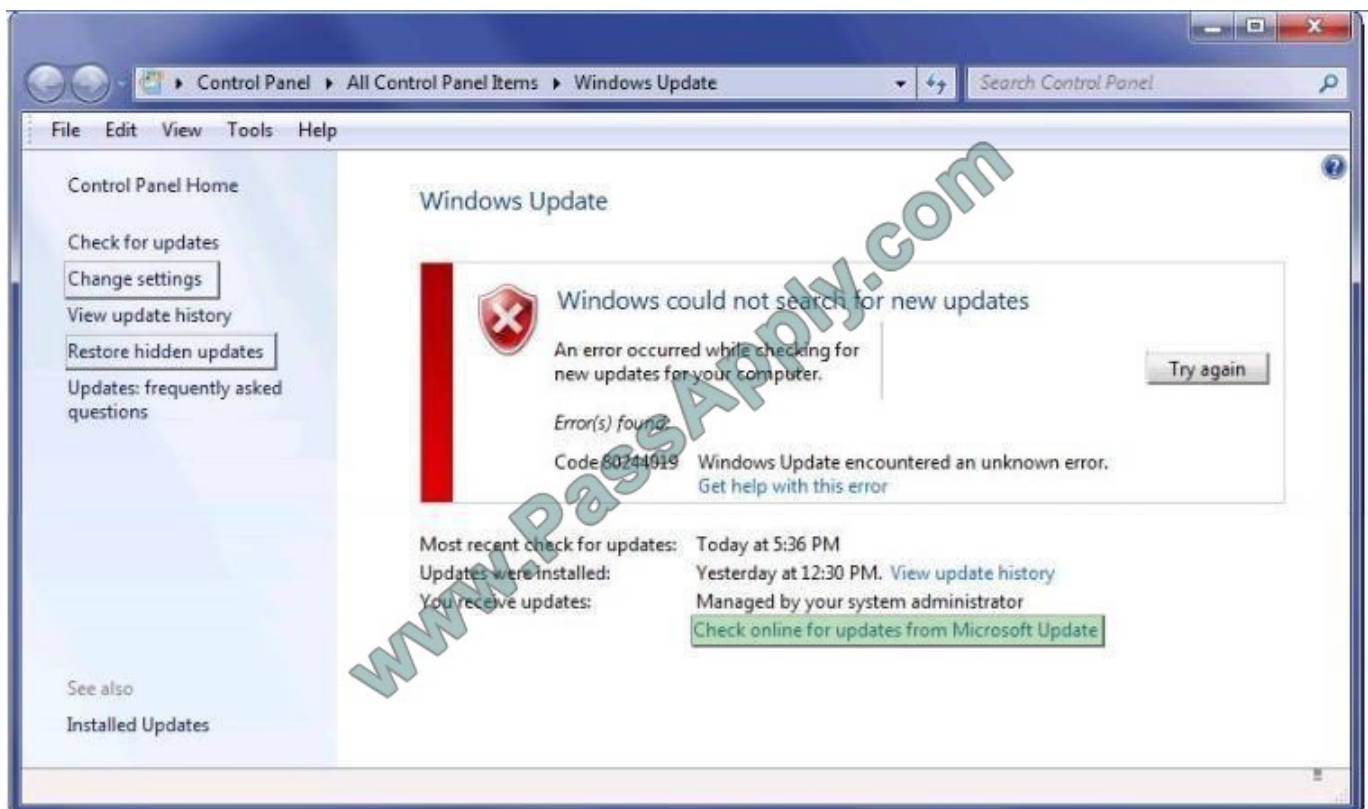 Control Panel ▸ All Control Panel Items ▸ Windows Update
Search Control Panel
File Edit View Tools Help
Control Panel Home
Check for updates
Change settings
View update history
Restore hidden updates
Updates: frequently asked
questions
See also
Installed Updates
Windows Update
Windows could not search for new updates
An error occurred while checking for
new updates for your computer.
Try again
Error(s) found:
Code 80244019 Windows Update encountered an unknown error.
Get help with this error
Most recent check for updates: Today at 5:36 PM
Updates were installed: Yesterday at 12:30 PM. View update history
You receive updates: Managed by your system administrator
Check online for updates from Microsoft Update
www.PassApply.com